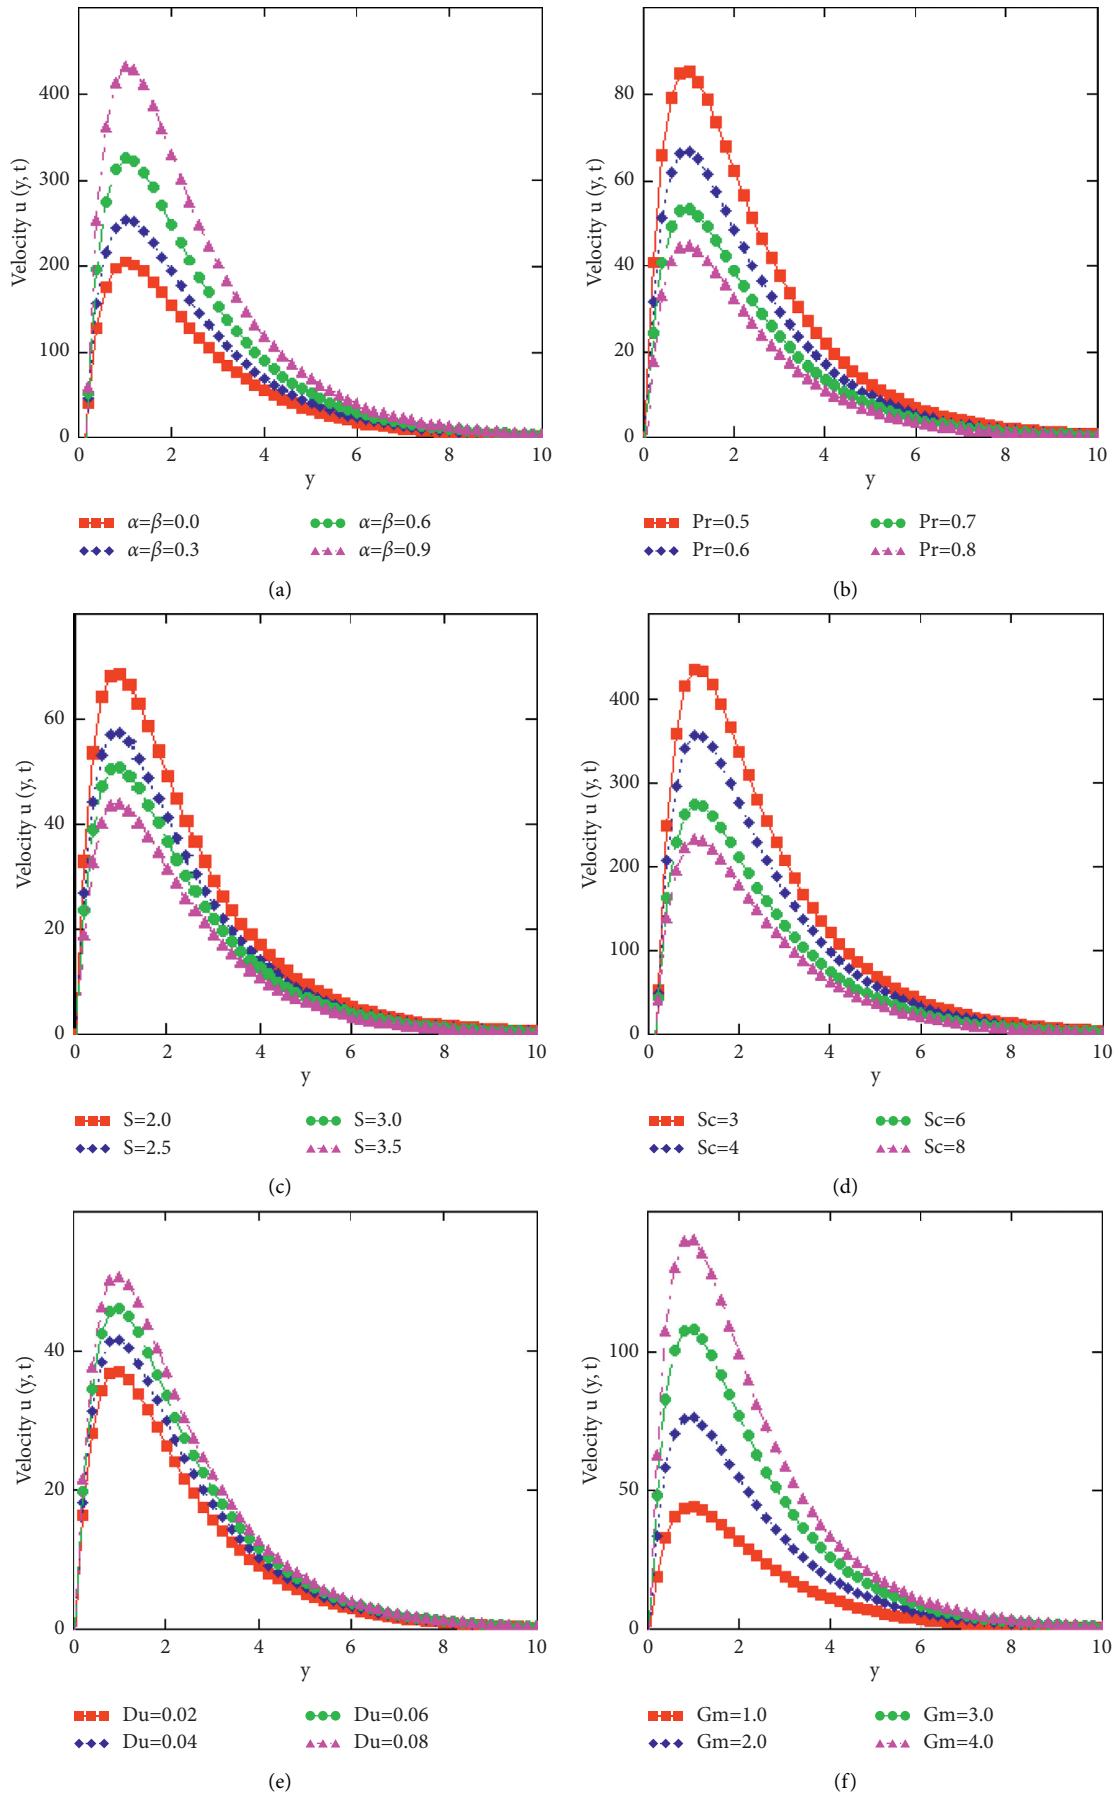 Velocity u (y, t)
400
300
200
100
0
0 2 4 6 8 10
y
α=β=0.0 α=β=0.6
α=β=0.3 α=β=0.9
(a)
Velocity u (y, t)
80
60
40
20
0
0 2 4 6 8 10
y
Pr=0.5 Pr=0.7
Pr=0.6 Pr=0.8
(b)
Velocity u (y, t)
60
40
20
0
0 2 4 6 8 10
y
S=2.0 S=3.0
S=2.5 S=3.5
(c)
Velocity u (y, t)
400
300
200
100
0
0 2 4 6 8 10
y
Sc=3 Sc=6
Sc=4 Sc=8
(d)
Velocity u (y, t)
40
20
0
0 2 4 6 8 10
y
Du=0.02 Du=0.06
Du=0.04 Du=0.08
(e)
Velocity u (y, t)
100
50
0
0 2 4 6 8 10
y
Gm=1.0 Gm=3.0
Gm=2.0 Gm=4.0
(f)